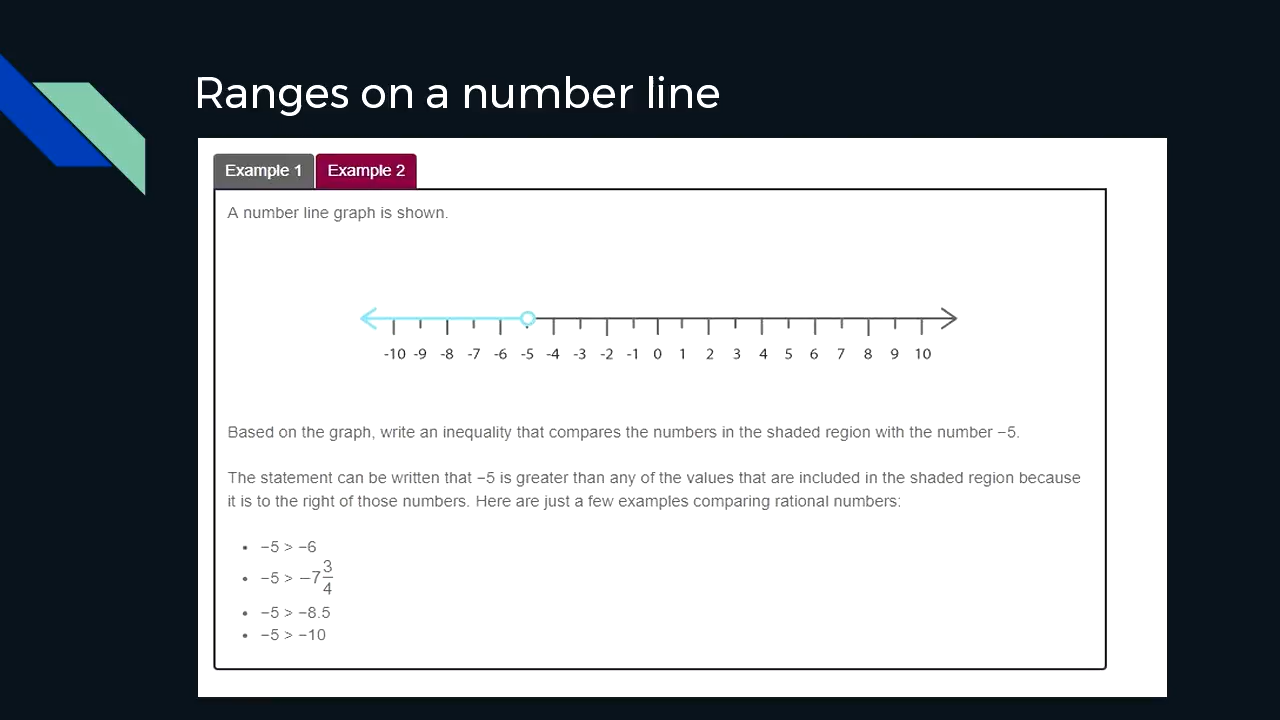 Ranges on a number line
Example 1 Example 2
A number line graph is shown.
-10 -9 -8 -7 -6 -5 -4 -3 -2 -1 0 1 2 3 4 5 6 7 8 9 10
Based on the graph, write an inequality that compares the numbers in the shaded region with the number −5.
The statement can be written that −5 is greater than any of the values that are included in the shaded region because
it is to the right of those numbers. Here are just a few examples comparing rational numbers:
• −5 > −6
• −5 > −7 3/4
• −5 > −8.5
• −5 > −10